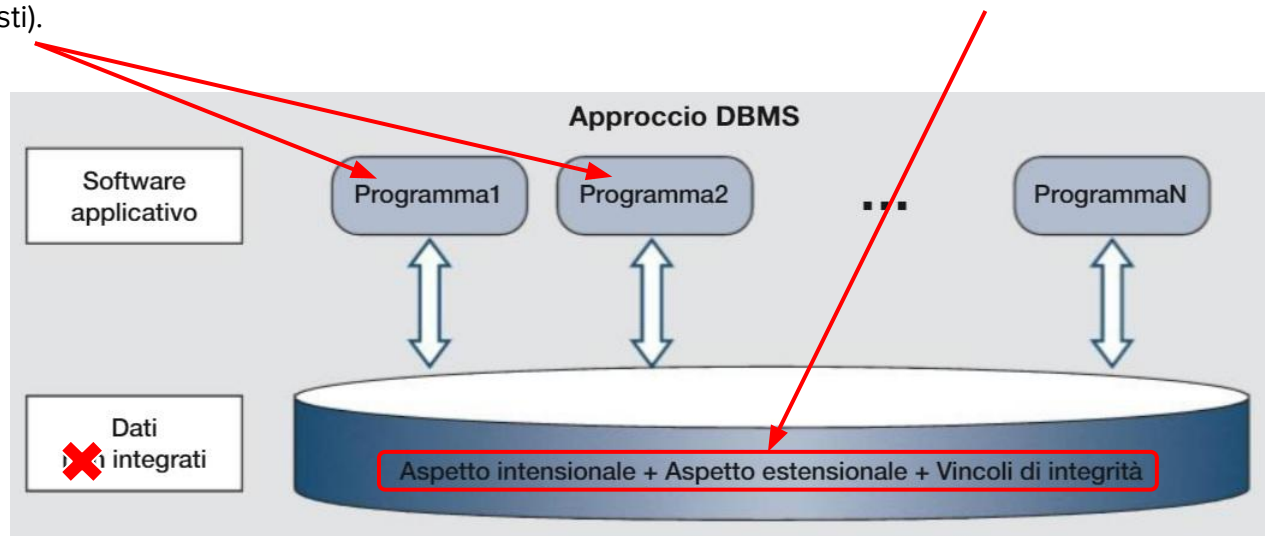 sti).
Approccio DBMS
Software
applicativo
Programma1
Programma2
...
ProgrammaN
Dati
integrati
Aspetto intensionale + Aspetto estensionale + Vincoli di integrità